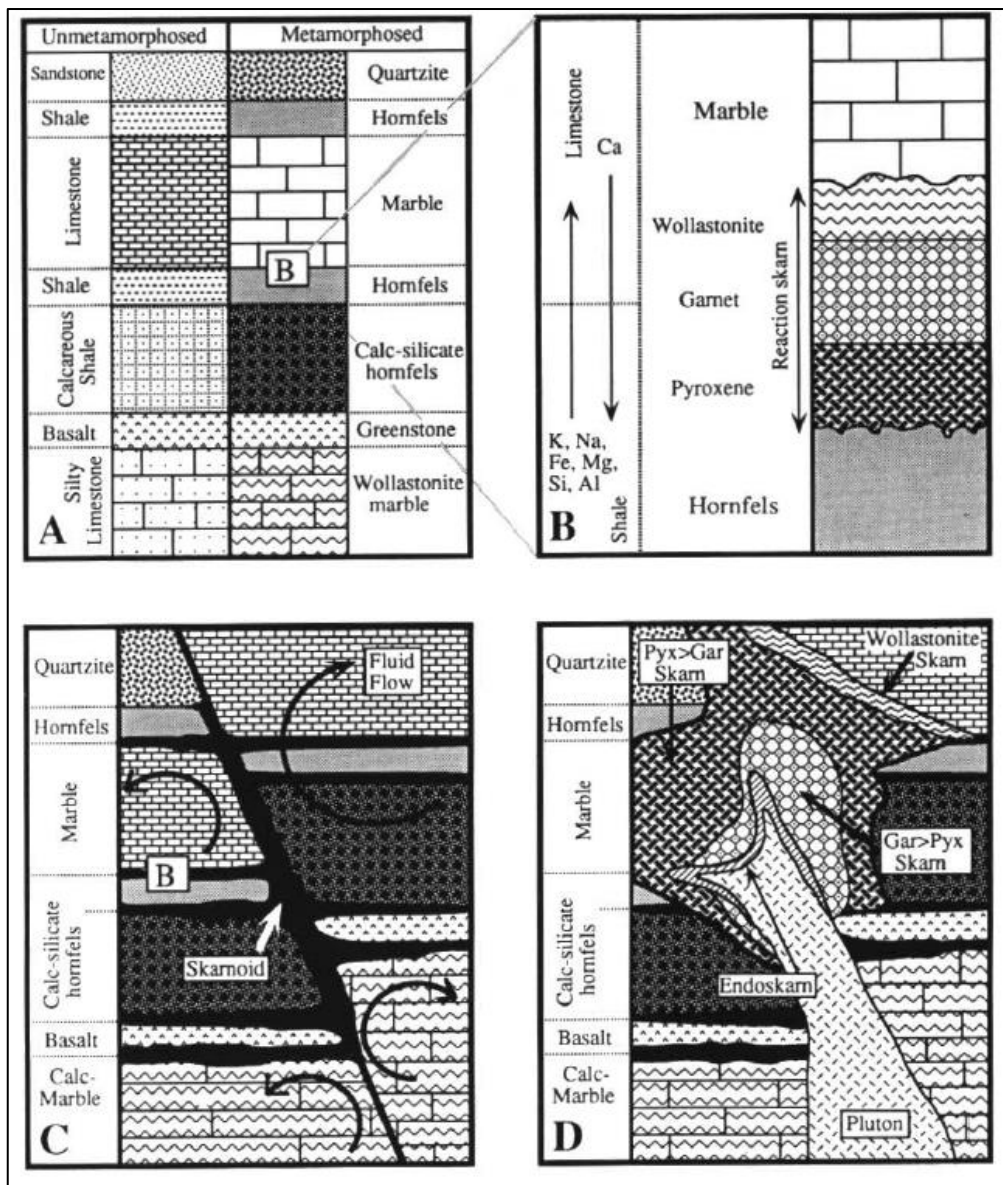 Unmetamorphosed Metamorphosed
Sandstone Quartzite
Shale Hornfels
Limestone Marble
B
Shale Hornfels
Calcareous
Shale
Calc-silicate
hornfels
Basalt Greenstone
Silty
Limestone
Wollastonite
marble
A
Limestone
Ca
Marble
Wollastonite
Garnet
Pyroxene
Reaction skarn
K, Na,
Fe, Mg,
Si, Al
Shale
Hornfels
B
Quartzite
Hornfels
Marble
Calc-silicate
hornfels
Basalt
Calc-
Marble
Fluid
Flow
B
Skarnoid
C
Quartzite
Hornfels
Marble
Calc-silicate
hornfels
Basalt
Calc-
Marble
Pyx>Gar
Skarn
Wollastonite
Skarn
Gar>Pyx
Skarn
Endoskarn
Pluton
D